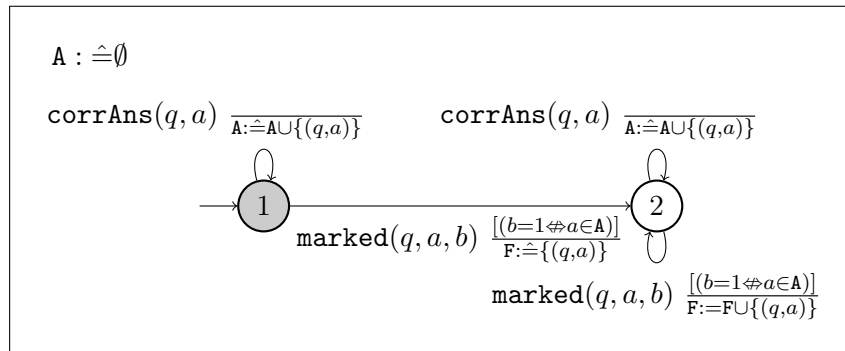 A : ≙ ∅
corrAns(q, a) A:≙A∪{(q,a)}
corrAns(q, a) A:≙A∪{(q,a)}
1
2
marked(q, a, b) [(b=1⇎a∈A)]
F:≙{(q,a)}
marked(q, a, b) [(b=1⇎a∈A)]
F:=F∪{(q,a)}